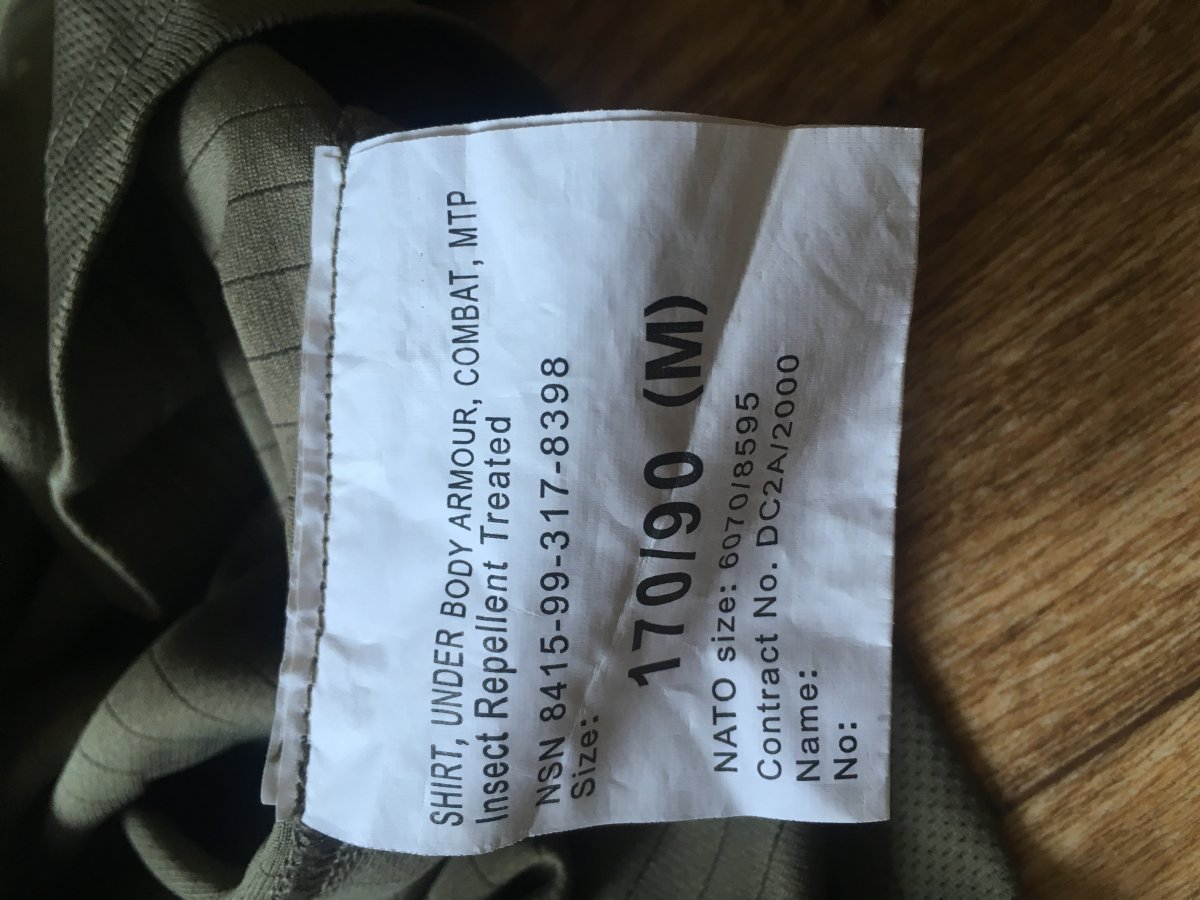 SHIRT, UNDER BODY ARMOUR, COMBAT, MTP
Insect Repellent Treated
NSN 8415-99-317-8398
Size:
170/90 (M)
NATO size: 6070/8595
Contract No. DC2A/2000
Name:
No: